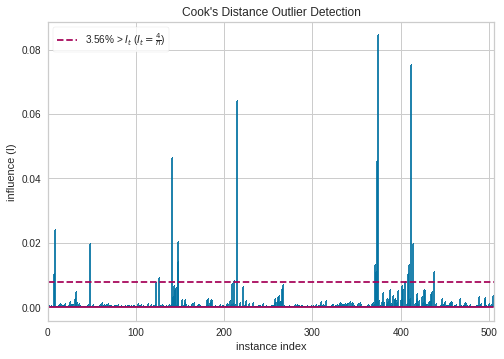 Cook's Distance Outlier Detection
3.56% > I_t (I_t = 4/n)
0.08
0.06
0.04
0.02
0.00
influence (I)
0
100
200
300
400
500
instance index